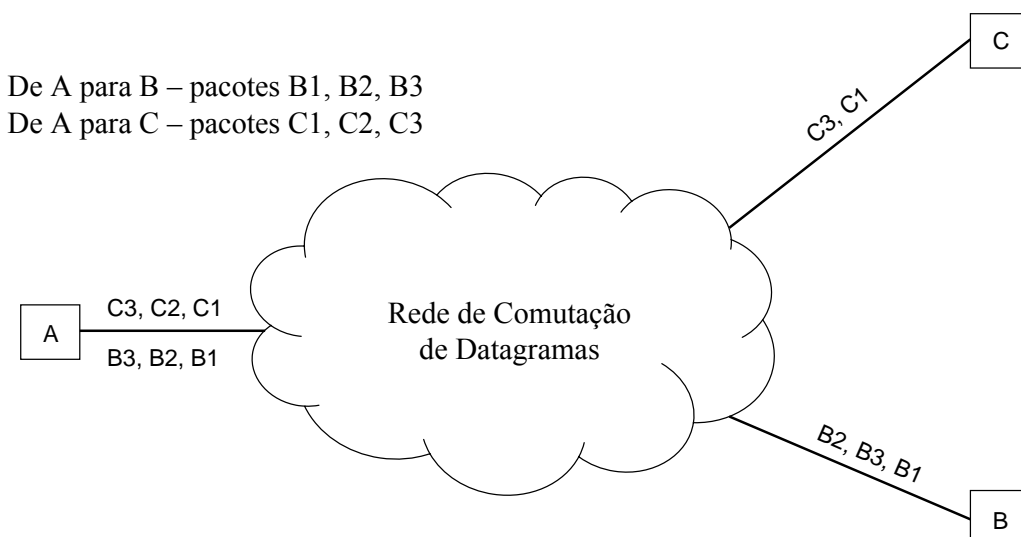 C
De A para B – pacotes B1, B2, B3
De A para C – pacotes C1, C2, C3
C3, C1
C3, C2, C1
A
B3, B2, B1
Rede de Comutação
de Datagramas
B2, B3, B1
B